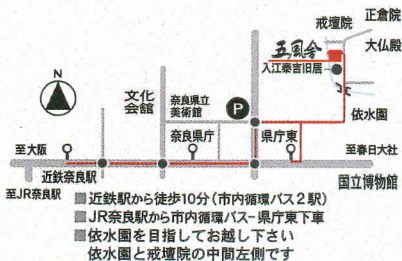 戒壇院
正倉院
大仏殿
五風舎
入江泰吉旧居
N
文化
会館
奈良県立
美術館
P
依水園
奈良県庁
県庁東
至大阪
至春日大社
近鉄奈良駅
国立博物館
至JR奈良駅
■近鉄駅から徒歩10分(市内循環バス2駅)
■JR奈良駅から市内循環バス-県庁東下車
■依水園を目指してお越し下さい
依水園と戒壇院の中間左側です